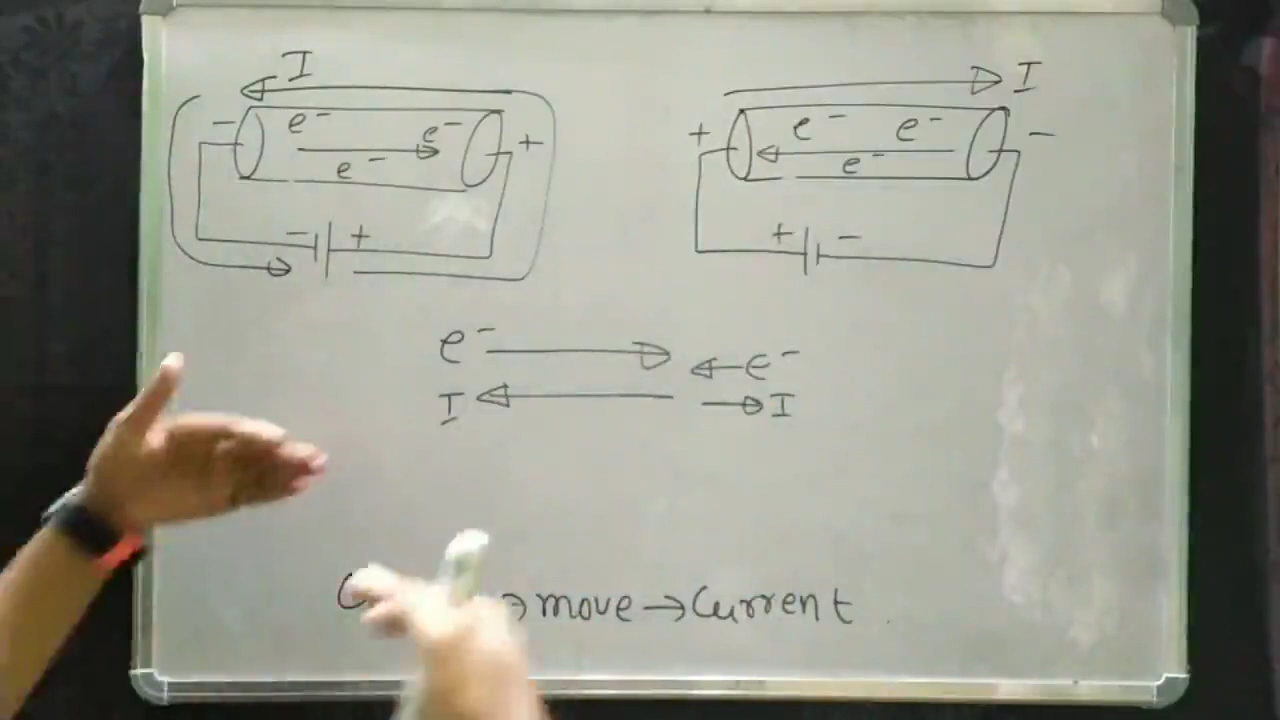 I
I
− e⁻ e⁻ +
e⁻
+ e⁻ e⁻ −
e⁻
− +
+ −
e⁻
e⁻
I
I
move → Current